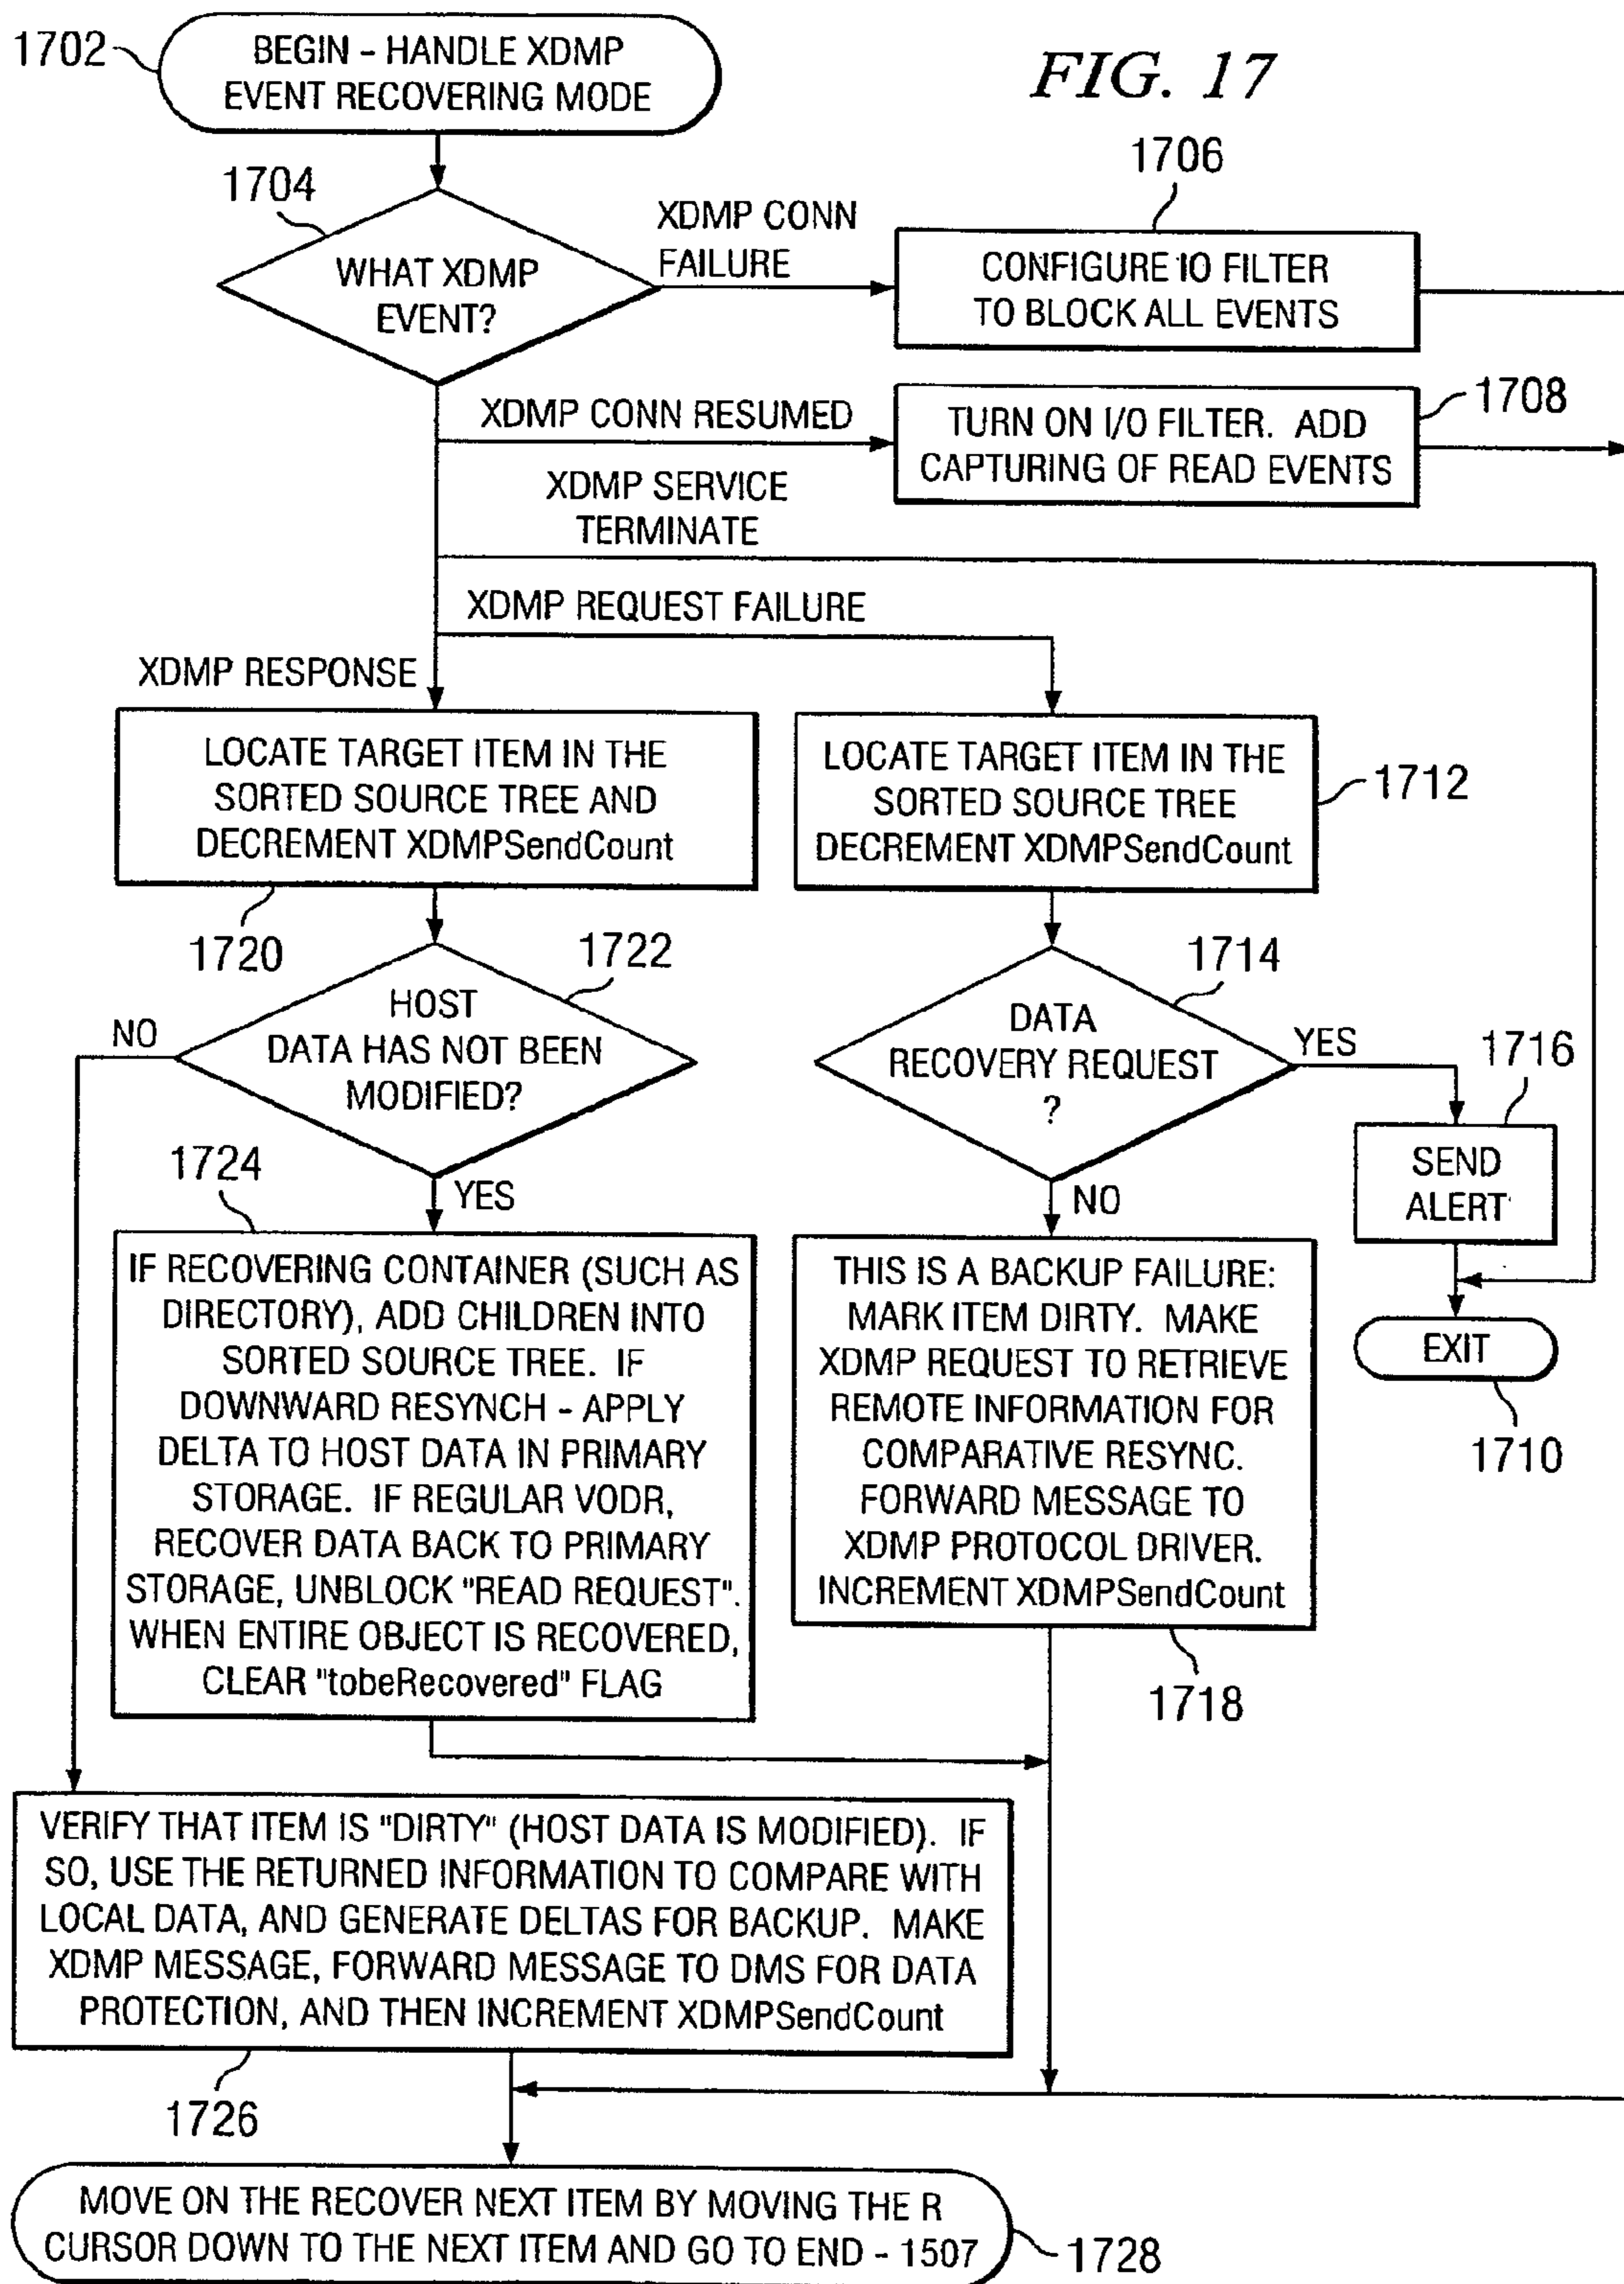 FIG. 17
1702
BEGIN - HANDLE XDMP
EVENT RECOVERING MODE
1704
WHAT XDMP
EVENT?
XDMP CONN
FAILURE
1706
CONFIGURE IO FILTER
TO BLOCK ALL EVENTS
XDMP CONN RESUMED
1708
TURN ON I/O FILTER. ADD
CAPTURING OF READ EVENTS
XDMP SERVICE
TERMINATE
XDMP REQUEST FAILURE
XDMP RESPONSE
LOCATE TARGET ITEM IN THE
SORTED SOURCE TREE AND
DECREMENT XDMPSendCount
1720
LOCATE TARGET ITEM IN THE
SORTED SOURCE TREE
DECREMENT XDMPSendCount
1712
1722
HOST
DATA HAS NOT BEEN
MODIFIED?
NO
YES
1714
DATA
RECOVERY REQUEST
?
YES
NO
1716
SEND
ALERT
EXIT
1710
1724
IF RECOVERING CONTAINER (SUCH AS
DIRECTORY), ADD CHILDREN INTO
SORTED SOURCE TREE. IF
DOWNWARD RESYNCH - APPLY
DELTA TO HOST DATA IN PRIMARY
STORAGE. IF REGULAR VODR,
RECOVER DATA BACK TO PRIMARY
STORAGE, UNBLOCK "READ REQUEST".
WHEN ENTIRE OBJECT IS RECOVERED,
CLEAR "tobeRecovered" FLAG
THIS IS A BACKUP FAILURE:
MARK ITEM DIRTY. MAKE
XDMP REQUEST TO RETRIEVE
REMOTE INFORMATION FOR
COMPARATIVE RESYNC.
FORWARD MESSAGE TO
XDMP PROTOCOL DRIVER.
INCREMENT XDMPSendCount
1718
VERIFY THAT ITEM IS "DIRTY" (HOST DATA IS MODIFIED). IF
SO, USE THE RETURNED INFORMATION TO COMPARE WITH
LOCAL DATA, AND GENERATE DELTAS FOR BACKUP. MAKE
XDMP MESSAGE, FORWARD MESSAGE TO DMS FOR DATA
PROTECTION, AND THEN INCREMENT XDMPSendCount
1726
MOVE ON THE RECOVER NEXT ITEM BY MOVING THE R
CURSOR DOWN TO THE NEXT ITEM AND GO TO END - 1507
1728